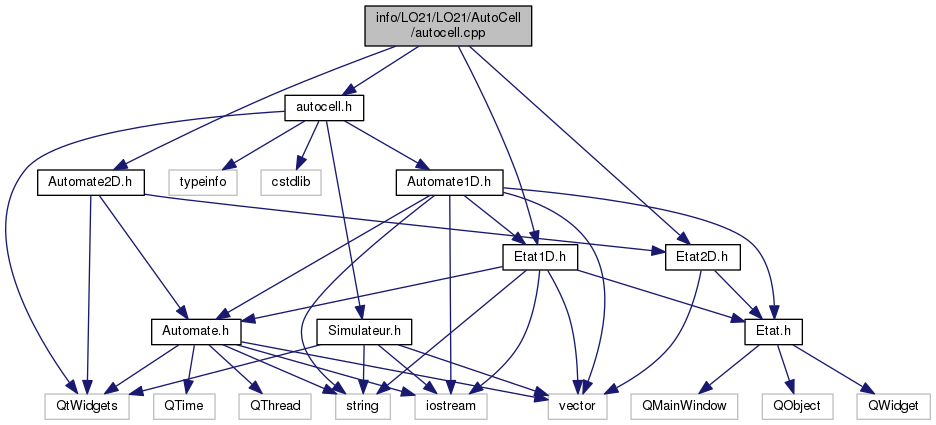 info/LO21/LO21/AutoCell
/autocell.cpp
autocell.h
Automate2D.h
typeinfo
cstdlib
Automate1D.h
Etat1D.h
Etat2D.h
Automate.h
Simulateur.h
Etat.h
QtWidgets
QTime
QThread
string
iostream
vector
QMainWindow
QObject
QWidget